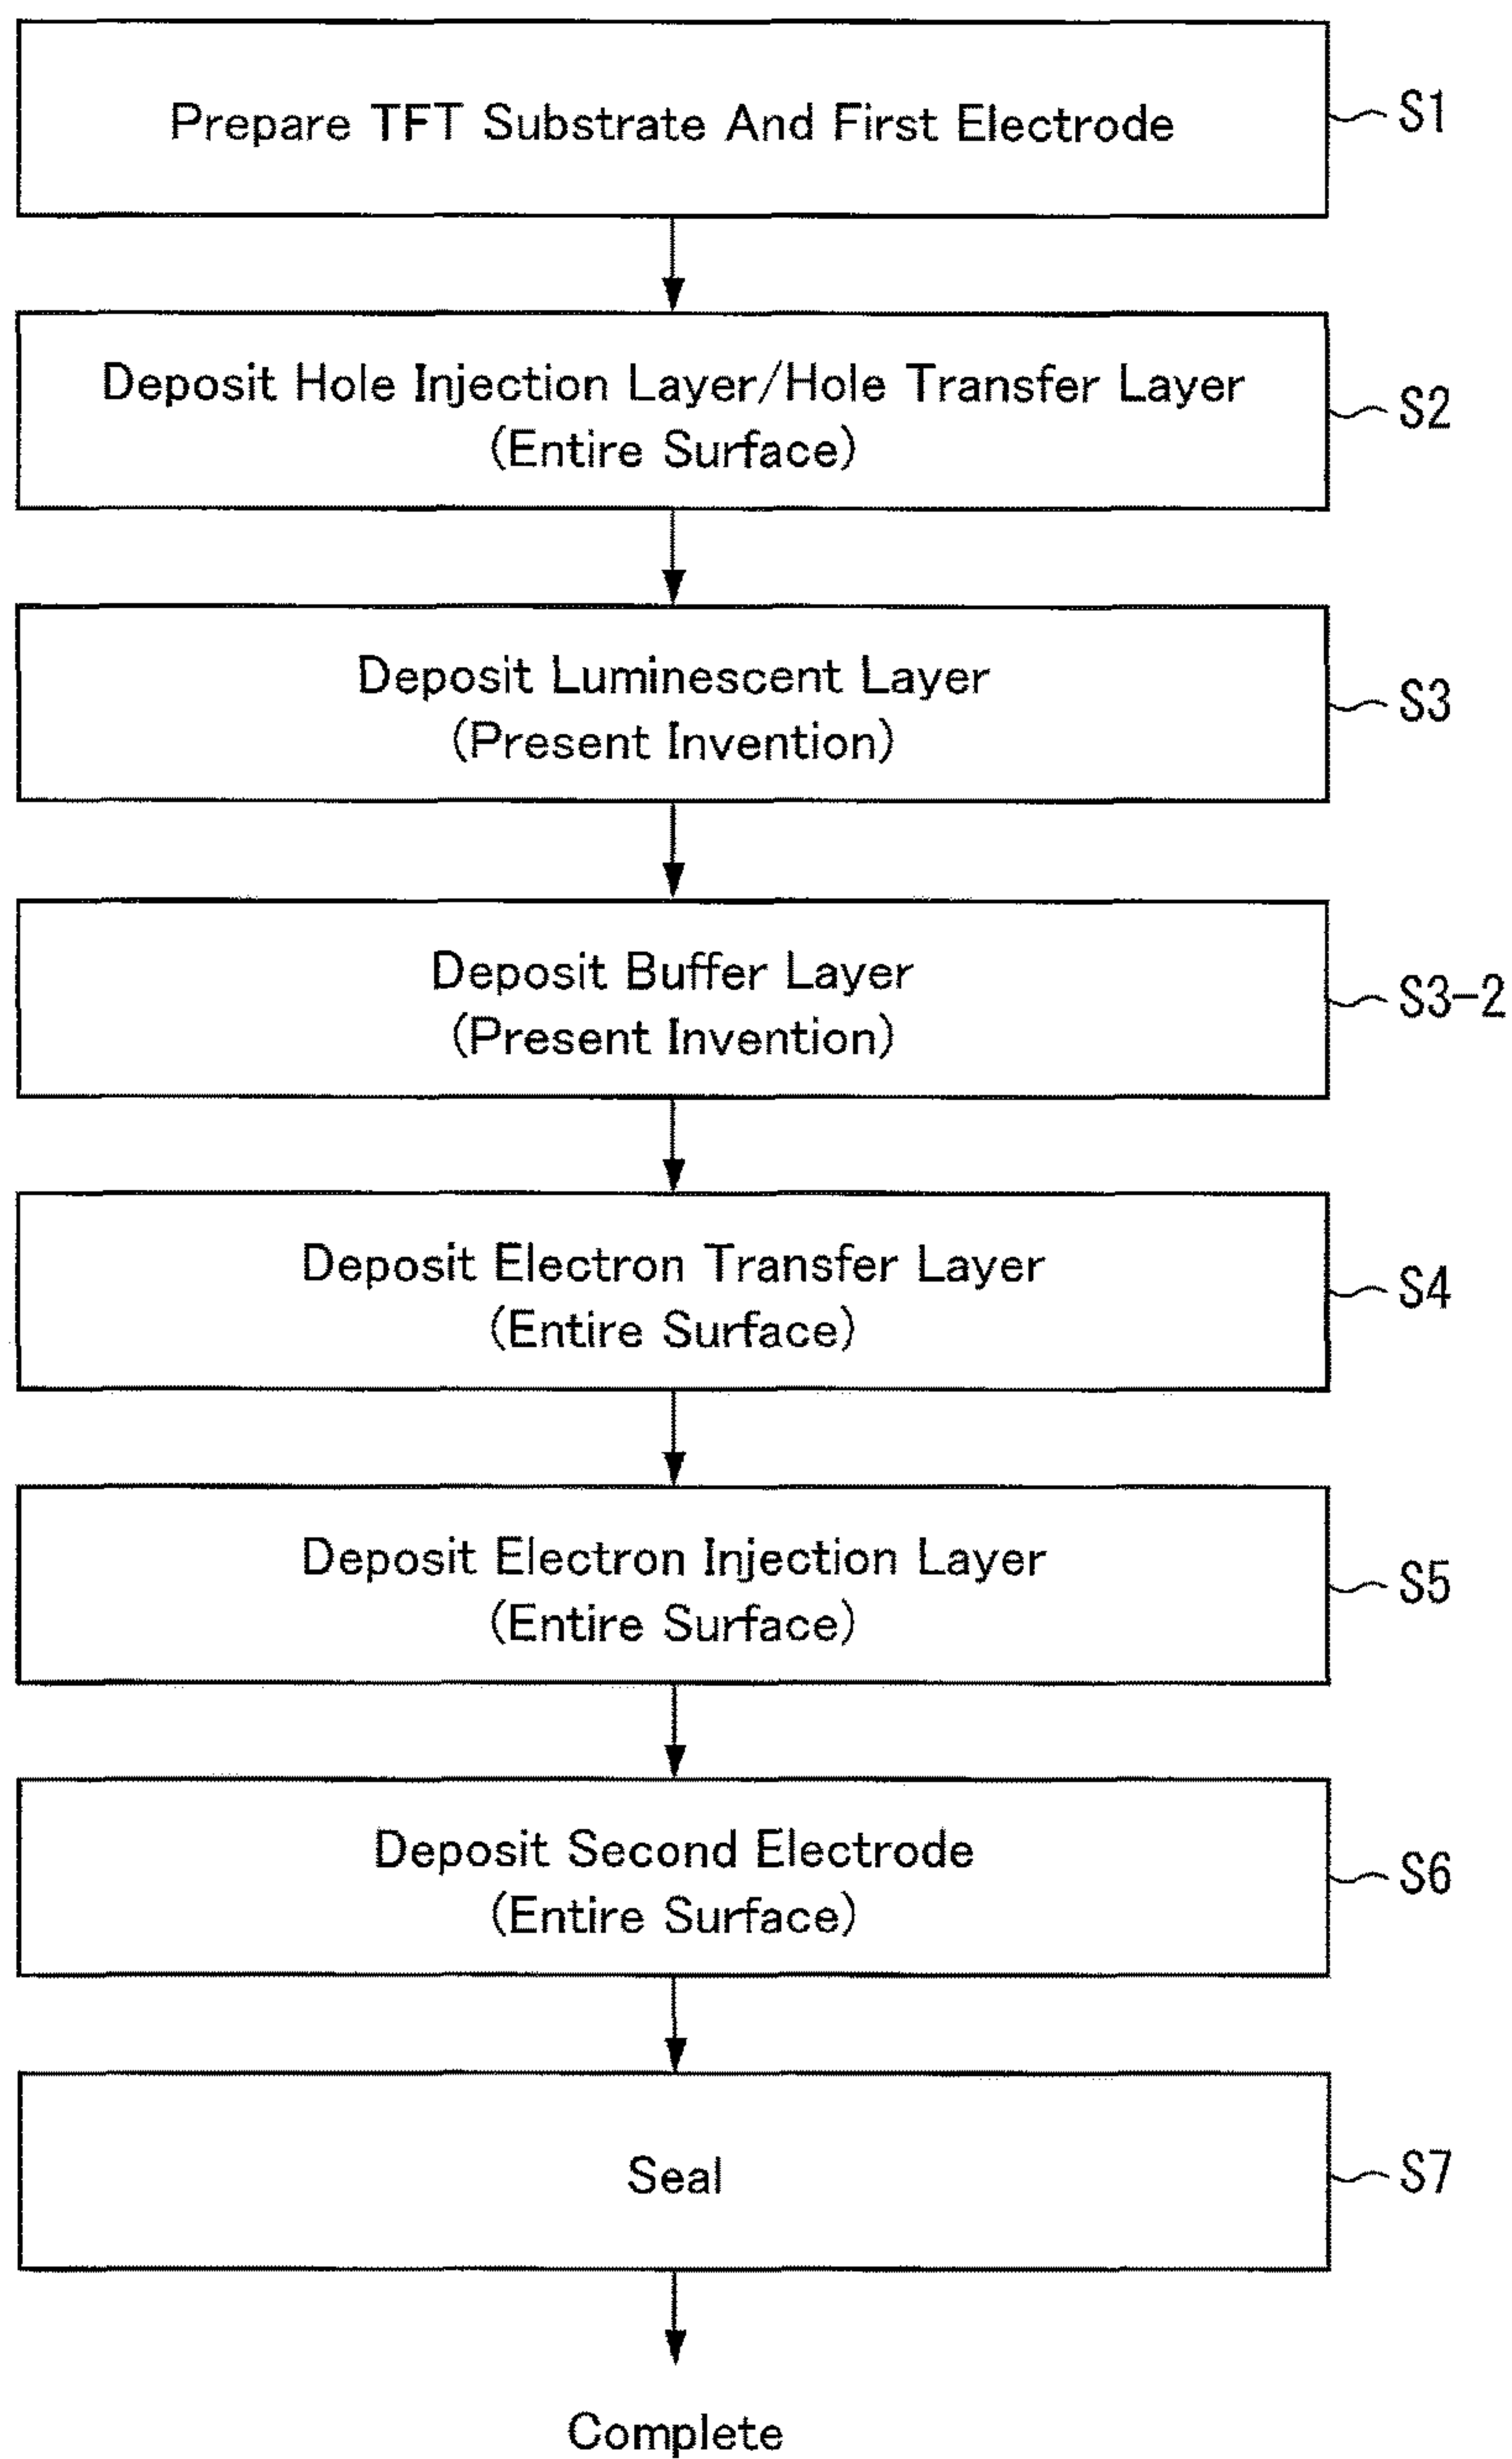 Prepare TFT Substrate And First Electrode
S1
Deposit Hole Injection Layer/Hole Transfer Layer
(Entire Surface)
S2
Deposit Luminescent Layer
(Present Invention)
S3
Deposit Buffer Layer
(Present Invention)
S3-2
Deposit Electron Transfer Layer
(Entire Surface)
S4
Deposit Electron Injection Layer
(Entire Surface)
S5
Deposit Second Electrode
(Entire Surface)
S6
Seal
S7
Complete